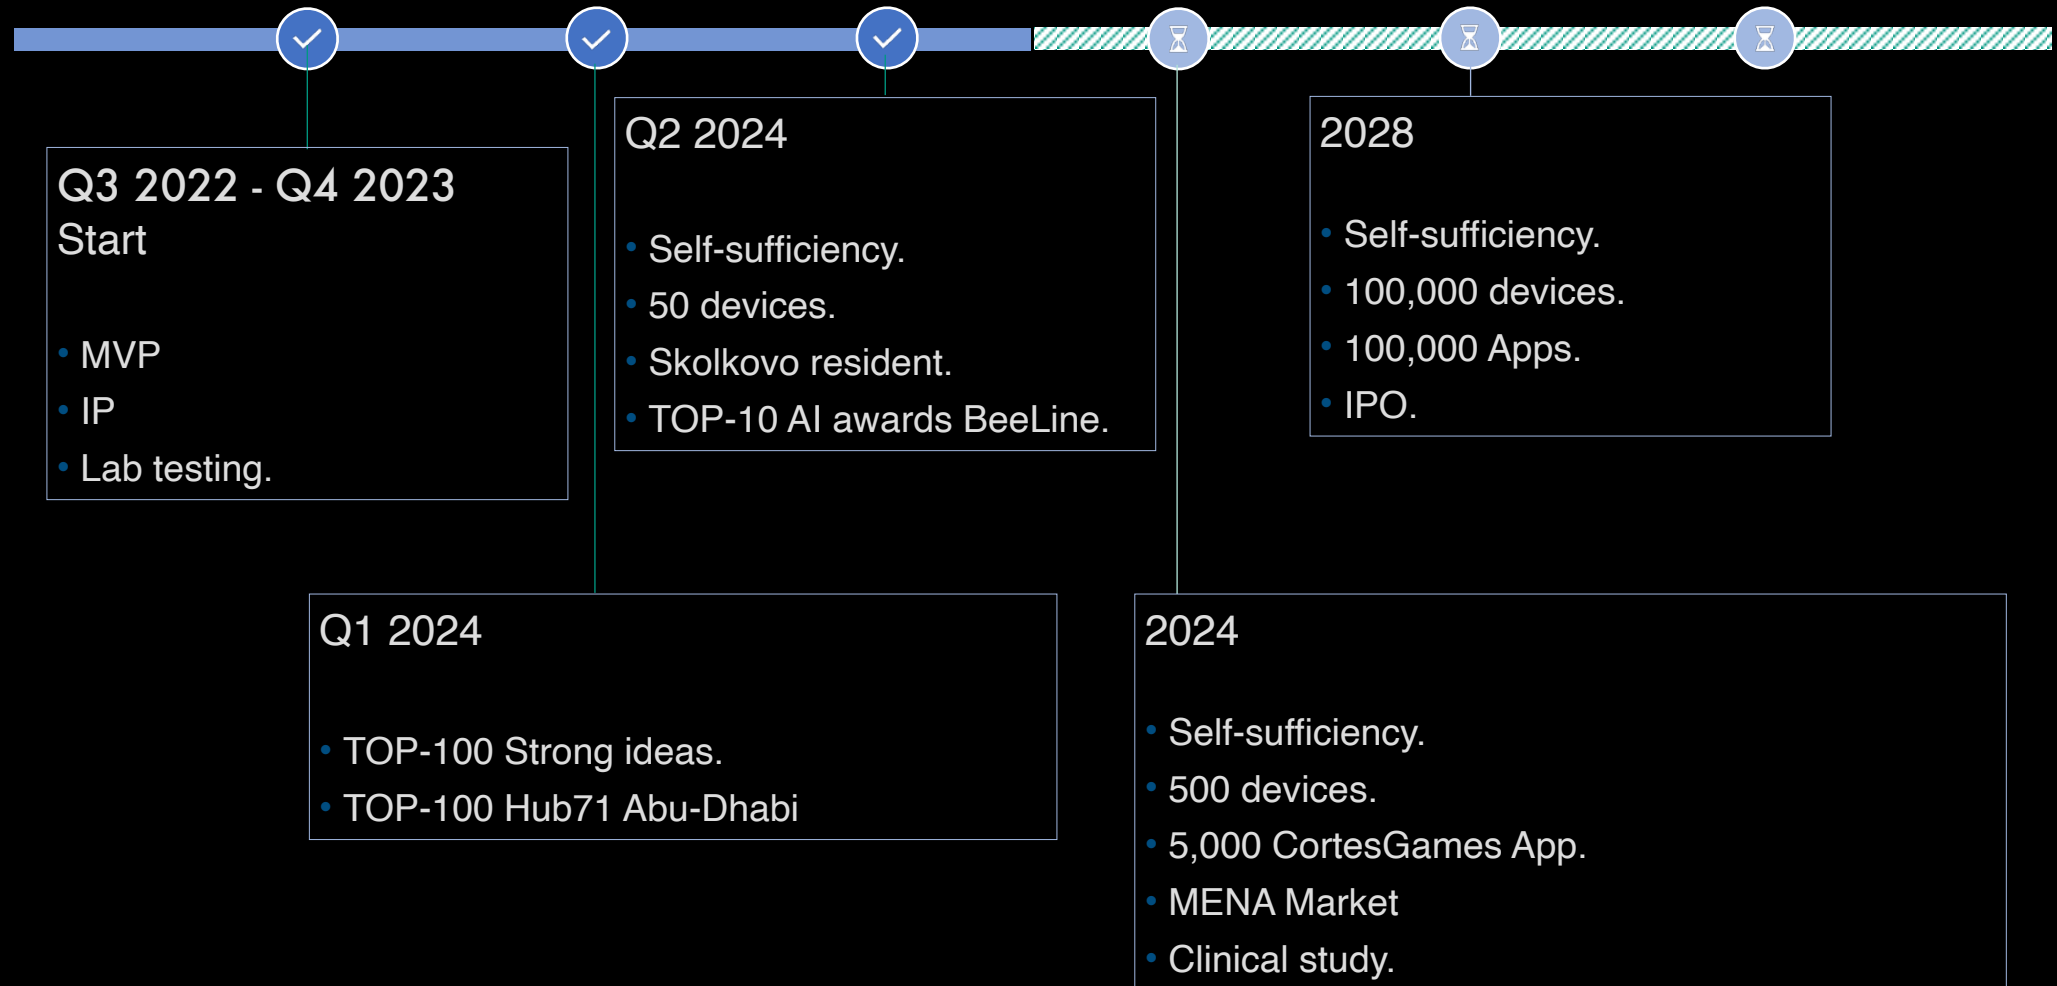 Q3 2022 - Q4 2023
Start
• MVP
• IP
• Lab testing.
Q1 2024
• TOP-100 Strong ideas.
• TOP-100 Hub71 Abu-Dhabi
Q2 2024
• Self-sufficiency.
• 50 devices.
• Skolkovo resident.
• TOP-10 AI awards BeeLine.
2024
• Self-sufficiency.
• 500 devices.
• 5,000 CortesGames App.
• MENA Market
• Clinical study.
2028
• Self-sufficiency.
• 100,000 devices.
• 100,000 Apps.
• IPO.